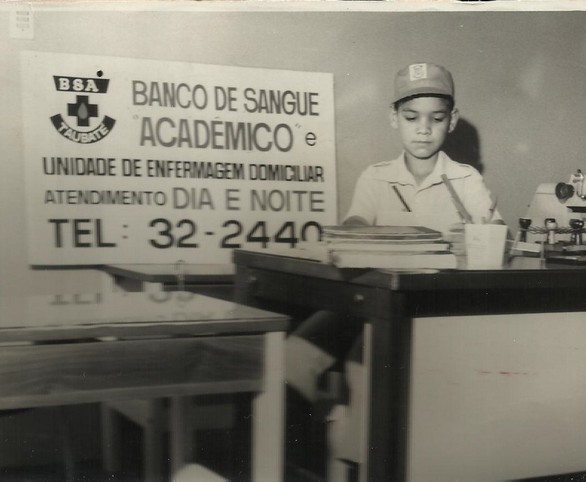 BSA
TAUBATÉ
BANCO DE SANGUE
"ACADÊMICO" e
UNIDADE DE ENFERMAGEM DOMICILIAR
ATENDIMENTO DIA E NOITE
TEL: 32-2440